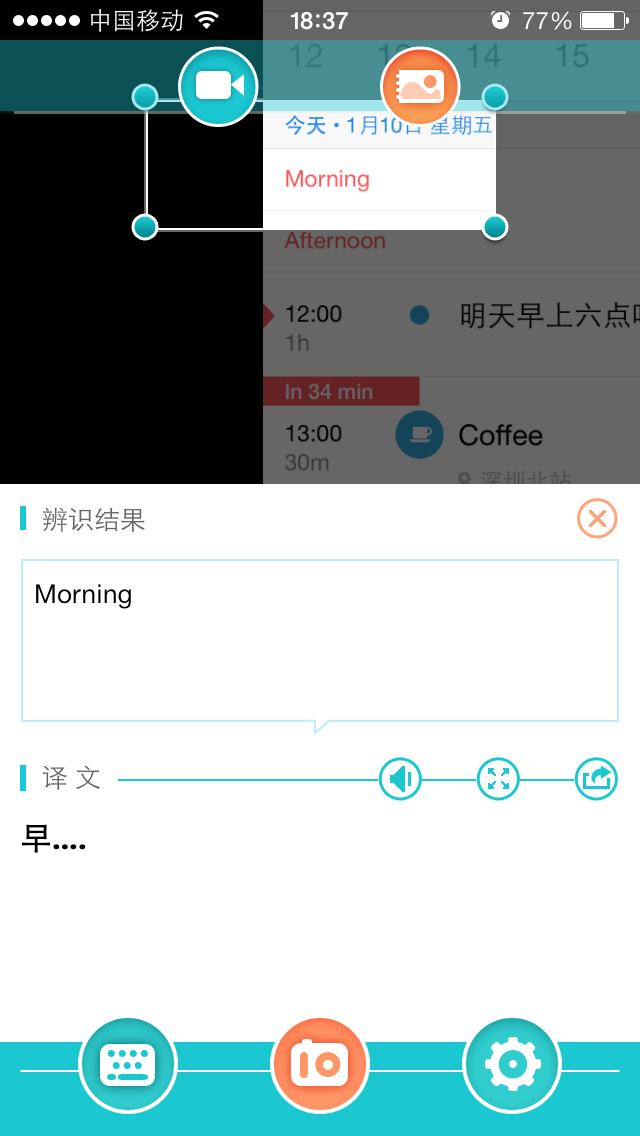 中国移动 18:37 77%
12 13 14 15
今天 • 1月10日 星期五
Morning
Afternoon
12:00 明天早上六点
1h
In 34 min
13:00 Coffee
30m 深圳北站
辨识结果
Morning
译 文
早....